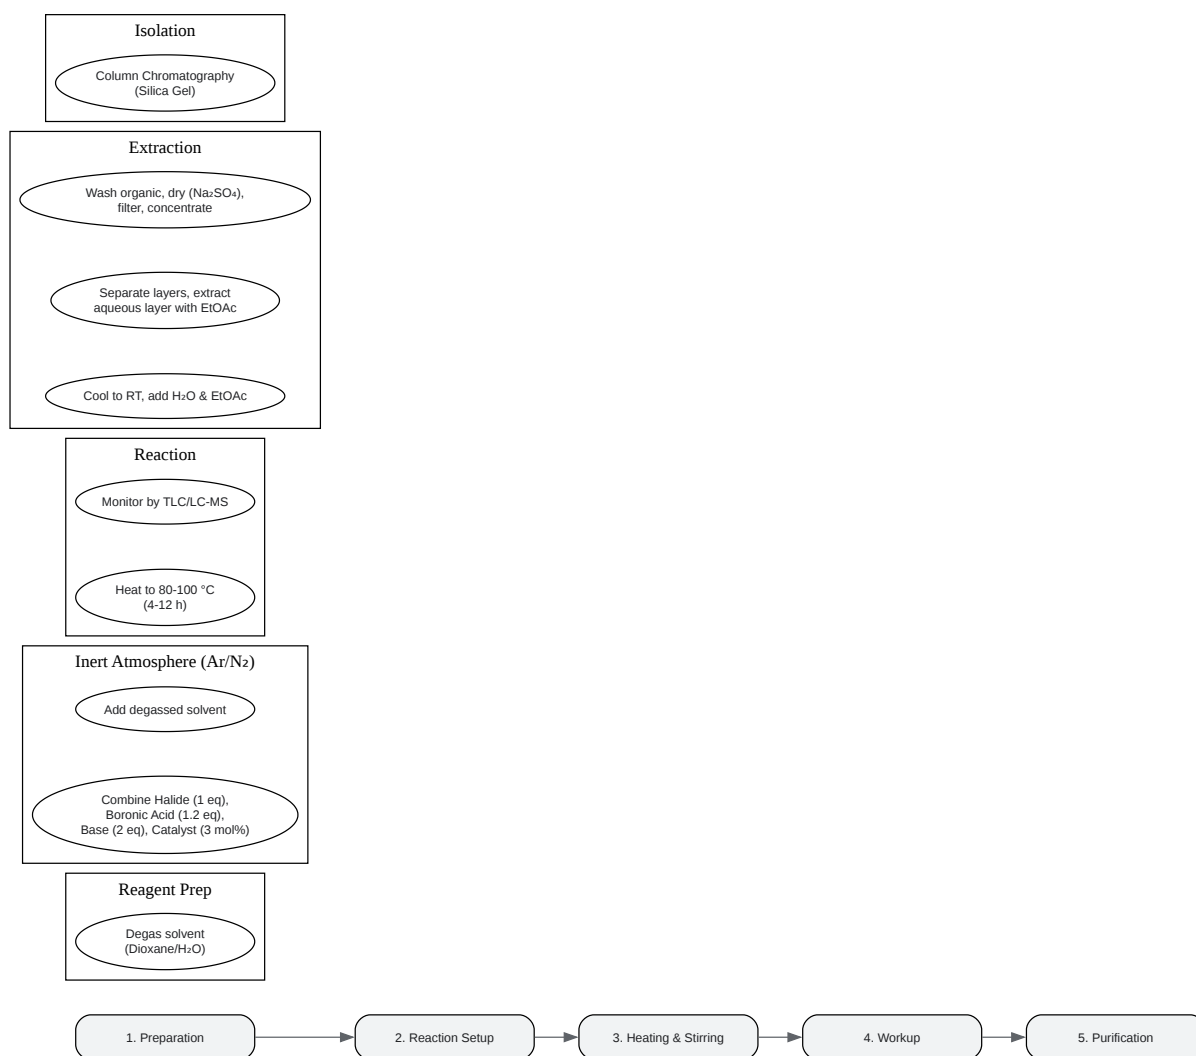 Isolation
Column Chromatography
(Silica Gel)
Extraction
Wash organic, dry (Na₂SO₄),
filter, concentrate
Separate layers, extract
aqueous layer with EtOAc
Cool to RT, add H₂O & EtOAc
Reaction
Monitor by TLC/LC-MS
Heat to 80-100 °C
(4-12 h)
Inert Atmosphere (Ar/N₂)
Add degassed solvent
Combine Halide (1 eq),
Boronic Acid (1.2 eq),
Base (2 eq), Catalyst (3 mol%)
Reagent Prep
Degas solvent
(Dioxane/H₂O)
1. Preparation
2. Reaction Setup
3. Heating & Stirring
4. Workup
5. Purification